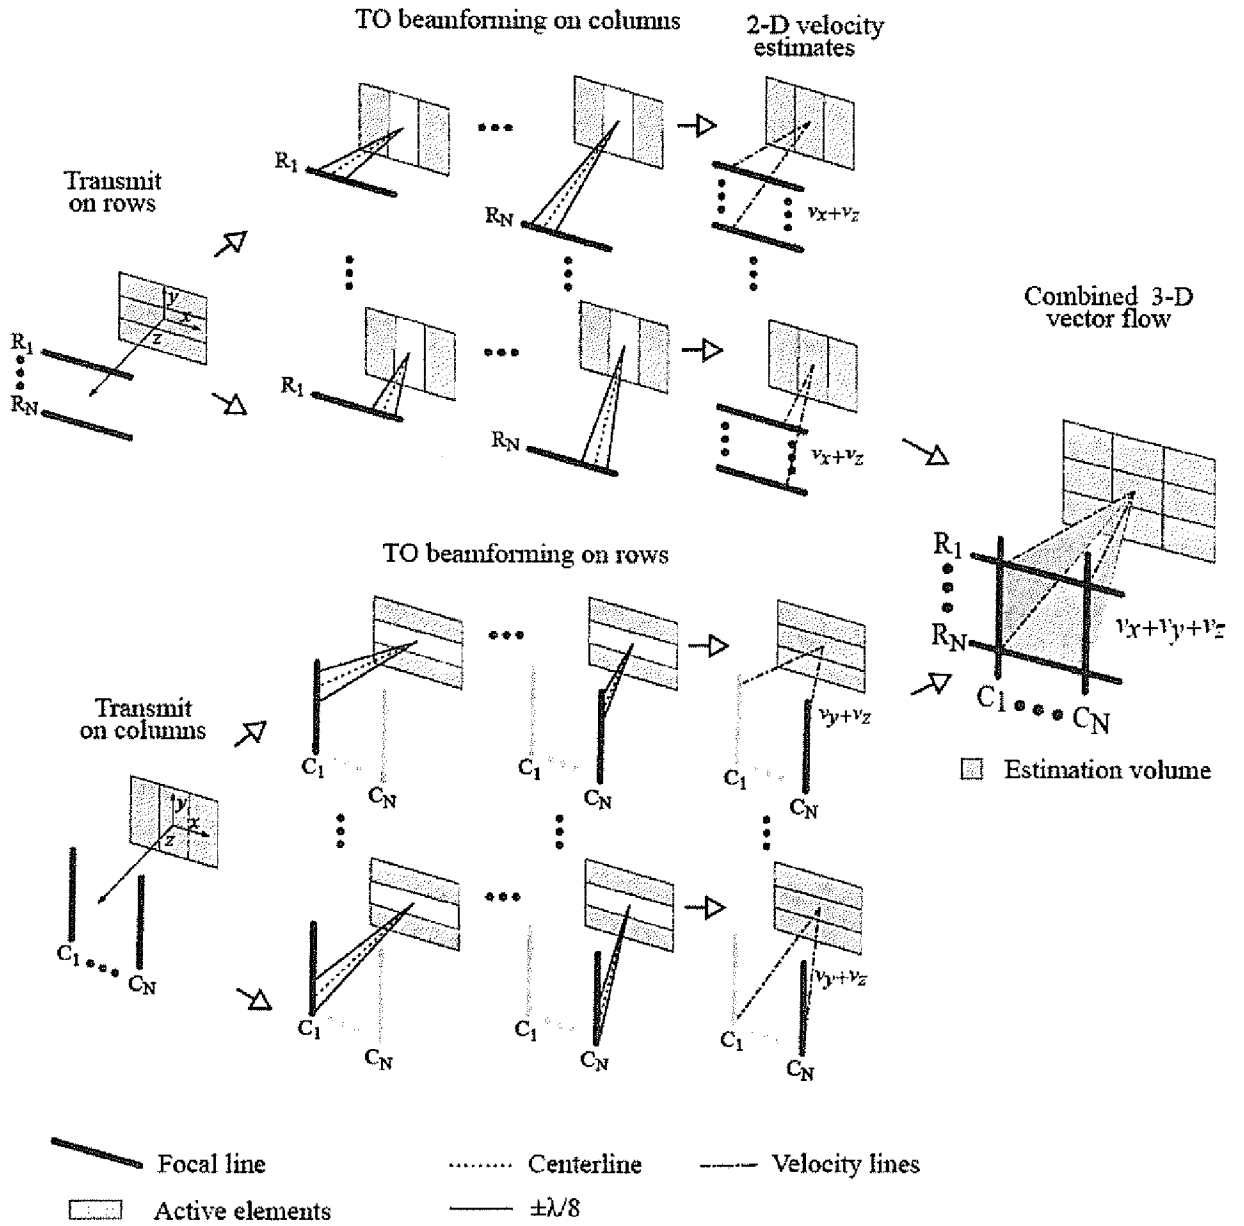 TO beamforming on columns
2-D velocity
estimates
R1
RN
vx+vz
Transmit
on rows
y
x
z
R1
RN
R1
RN
vx+vz
Combined 3-D
vector flow
TO beamforming on rows
R1
RN
vx+vy+vz
C1
CN
Estimation volume
Transmit
on columns
y
x
z
C1
CN
C1
CN
C1
CN
vy+vz
C1
CN
C1
CN
C1
CN
vy+vz
C1
CN
Focal line
Centerline
Velocity lines
Active elements
±λ/8